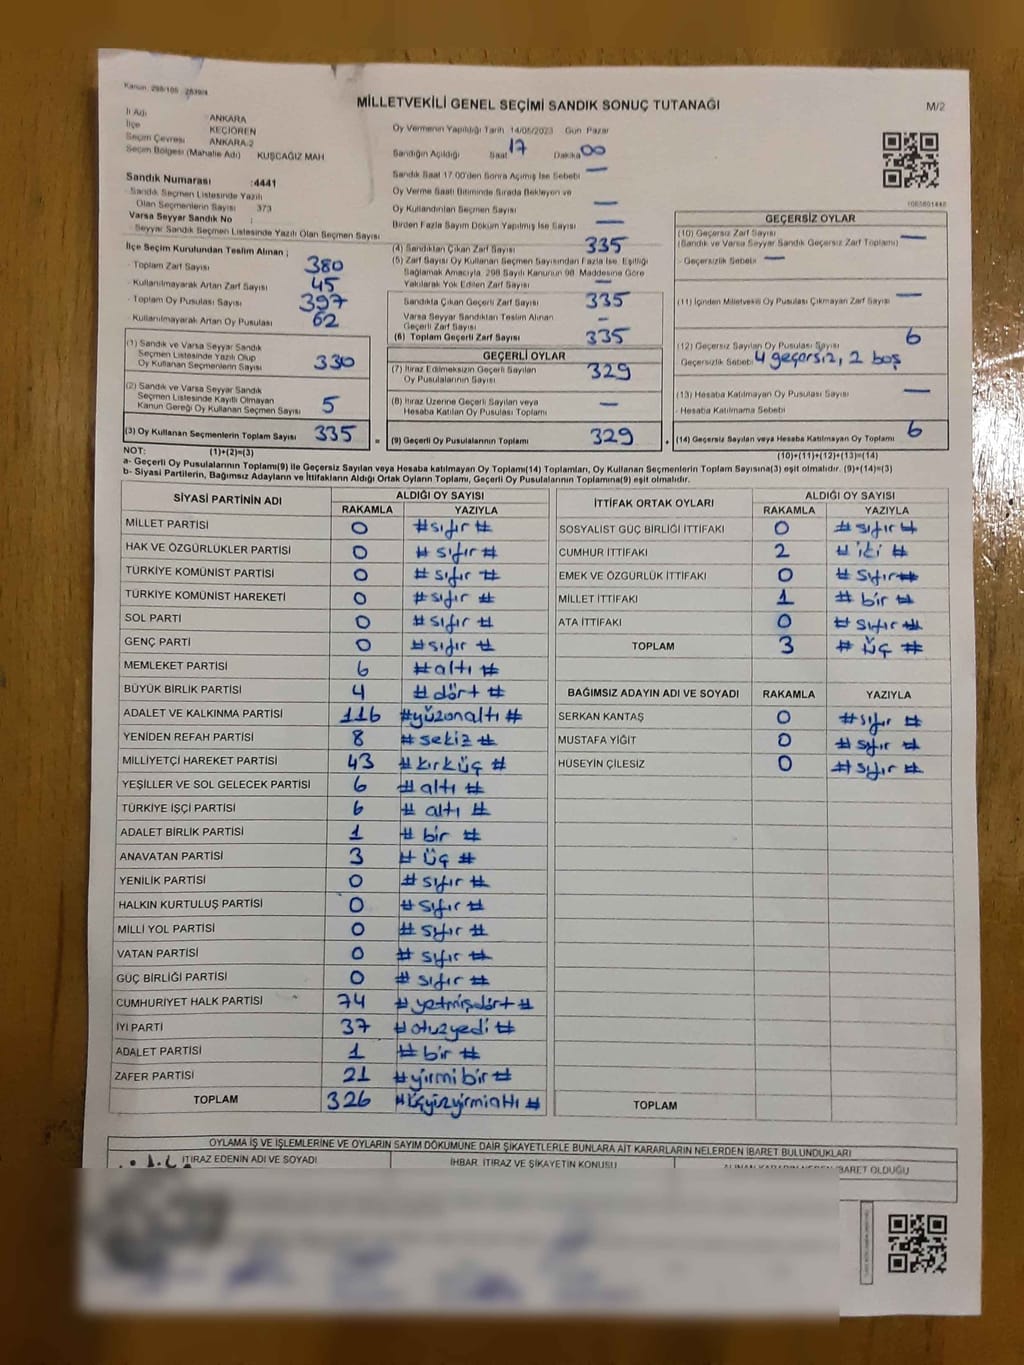 Kanun: 298/105 - 2839/4
MİLLETVEKİLİ GENEL SEÇİMİ SANDIK SONUÇ TUTANAĞI
M/2
İl Adı ANKARA
İlçe KEÇİÖREN
Seçim Çevresi ANKARA-2
Seçim Bölgesi (Mahalle Adı) KUŞCAĞIZ MAH
Sandık Numarası :4441
Sandık Seçmen Listesinde Yazılı
Olan Seçmenlerin Sayısı 373
Varsa Seyyar Sandık No :
Seyyar Sandık Listesinde Yazılı Olan Seçmen Sayısı
İlçe Seçim Kurulundan Teslim Alınan ;
- Toplam Zarf Sayısı 380
- Kullanılmayarak Artan Zarf Sayısı 45
- Toplam Oy Pusulası Sayısı 397
- Kullanılmayarak Artan Oy Pusulası 62
(1) Sandık ve Varsa Seyyar Sandık
Seçmen Listesinde Yazılı Olup
Oy Kullanan Seçmenlerin Sayısı 330
(2) Sandık ve Varsa Seyyar Sandık
Seçmen Listesinde Kayıtlı Olmayan
Kanun Gereği Oy Kullanan Seçmen Sayısı 5
(3) Oy Kullanan Seçmenlerin Toplam Sayısı 335 =
Oy Vermenin Yapıldığı Tarih 14/05/2023 Gün Pazar
Sandığın Açıldığı Saat 17 Dakika 00
Sandık Saat 17:00'den Sonra Açılmış İse Sebebi —
Oy Verme Saati Bitiminde Sırada Bekleyen ve
Oy Kullandırılan Seçmen Sayısı —
Birden Fazla Sayım Döküm Yapılmış İse Sayısı —
(4) Sandıktan Çıkan Zarf Sayısı 335
(5) Zarf Sayısı Oy Kullanan Seçmen Sayısından Fazla İse, Eşitliği
Sağlamak Amacıyla, 298 Sayılı Kanunun 98. Maddesine Göre
Yakılarak Yok Edilen Zarf Sayısı —
Sandıkta Çıkan Geçerli Zarf Sayısı 335
Varsa Seyyar Sandıktan Teslim Alınan
Geçerli Zarf Sayısı —
(6) Toplam Geçerli Zarf Sayısı 335
GEÇERLİ OYLAR
(7) İtiraz Edilmeksizin Geçerli Sayılan
Oy Pusulalarının Sayısı 329
(8) İtiraz Üzerine Geçerli Sayılan veya
Hesaba Katılan Oy Pusulası Toplamı —
(9) Geçerli Oy Pusulalarının Toplamı 329 +
GEÇERSİZ OYLAR
(10) Geçersiz Zarf Sayısı
(Sandık ve Varsa Seyyar Sandık Geçersiz Zarf Toplamı) —
- Geçersizlik Sebebi —
(11) İçinden Milletvekili Oy Pusulası Çıkmayan Zarf Sayısı —
(12) Geçersiz Sayılan Oy Pusulası Sayısı 6
Geçersizlik Sebebi 4 geçersiz, 2 boş
(13) Hesaba Katılmayan Oy Pusulası Sayısı —
- Hesaba Katılmama Sebebi
(14) Geçersiz Sayılan veya Hesaba Katılmayan Oy Toplamı 6
NOT: (1)+(2)=(3) (10)+(11)+(12)+(13)=(14)
a- Geçerli Oy Pusulalarının Toplamı(9) ile Geçersiz Sayılan veya Hesaba katılmayan Oy Toplamı(14) Toplamları, Oy Kullanan Seçmenlerin Toplam Sayısına(3) eşit olmalıdır. (9)+(14)=(3)
b- Siyasi Partilerin, Bağımsız Adayların ve İttifakların Aldığı Ortak Oyların Toplamı, Geçerli Oy Pusulalarının Toplamına(9) eşit olmalıdır.
SİYASİ PARTİNİN ADI ALDIĞI OY SAYISI
RAKAMLA YAZIYLA
MİLLET PARTİSİ 0 #sıfır#
HAK VE ÖZGÜRLÜKLER PARTİSİ 0 #sıfır#
TÜRKİYE KOMÜNİST PARTİSİ 0 #sıfır#
TÜRKİYE KOMÜNİST HAREKETİ 0 #sıfır#
SOL PARTİ 0 #sıfır#
GENÇ PARTİ 0 #sıfır#
MEMLEKET PARTİSİ 6 #altı#
BÜYÜK BİRLİK PARTİSİ 4 #dört#
ADALET VE KALKINMA PARTİSİ 116 #yüzonaltı#
YENİDEN REFAH PARTİSİ 8 #sekiz#
MİLLİYETÇİ HAREKET PARTİSİ 43 #kırküç#
YEŞİLLER VE SOL GELECEK PARTİSİ 6 #altı#
TÜRKİYE İŞÇİ PARTİSİ 6 #altı#
ADALET BİRLİK PARTİSİ 1 #bir#
ANAVATAN PARTİSİ 3 #üç#
YENİLİK PARTİSİ 0 #sıfır#
HALKIN KURTULUŞ PARTİSİ 0 #sıfır#
MİLLİ YOL PARTİSİ 0 #sıfır#
VATAN PARTİSİ 0 #sıfır#
GÜÇ BİRLİĞİ PARTİSİ 0 #sıfır#
CUMHURİYET HALK PARTİSİ 74 #yetmişdört#
İYİ PARTİ 37 #otuzyedi#
ADALET PARTİSİ 1 #bir#
ZAFER PARTİSİ 21 #yirmibir#
TOPLAM 326 #üçyüzyirmialtı#
İTTİFAK ORTAK OYLARI ALDIĞI OY SAYISI
RAKAMLA YAZIYLA
SOSYALİST GÜÇ BİRLİĞİ İTTİFAKI 0 #sıfır#
CUMHUR İTTİFAKI 2 #iki#
EMEK VE ÖZGÜRLÜK İTTİFAKI 0 #sıfır#
MİLLET İTTİFAKI 1 #bir#
ATA İTTİFAKI 0 #sıfır#
TOPLAM 3 #üç#
BAĞIMSIZ ADAYIN ADI VE SOYADI RAKAMLA YAZIYLA
SERKAN KANTAŞ 0 #sıfır#
MUSTAFA YİĞİT 0 #sıfır#
HÜSEYİN ÇİLESİZ 0 #sıfır#
TOPLAM
OYLAMA İŞ VE İŞLEMLERİNE VE OYLARIN SAYIM DÖKÜMÜNE DAİR ŞİKAYETLERLE BUNLARA AİT KARARLARIN NELERDEN İBARET BULUNDUKLARI
İTİRAZ EDENİN ADI VE SOYADI İHBAR, İTİRAZ VE ŞİKAYETİN KONUSU ALINAN KARARIN NEDEN İBARET OLDUĞU